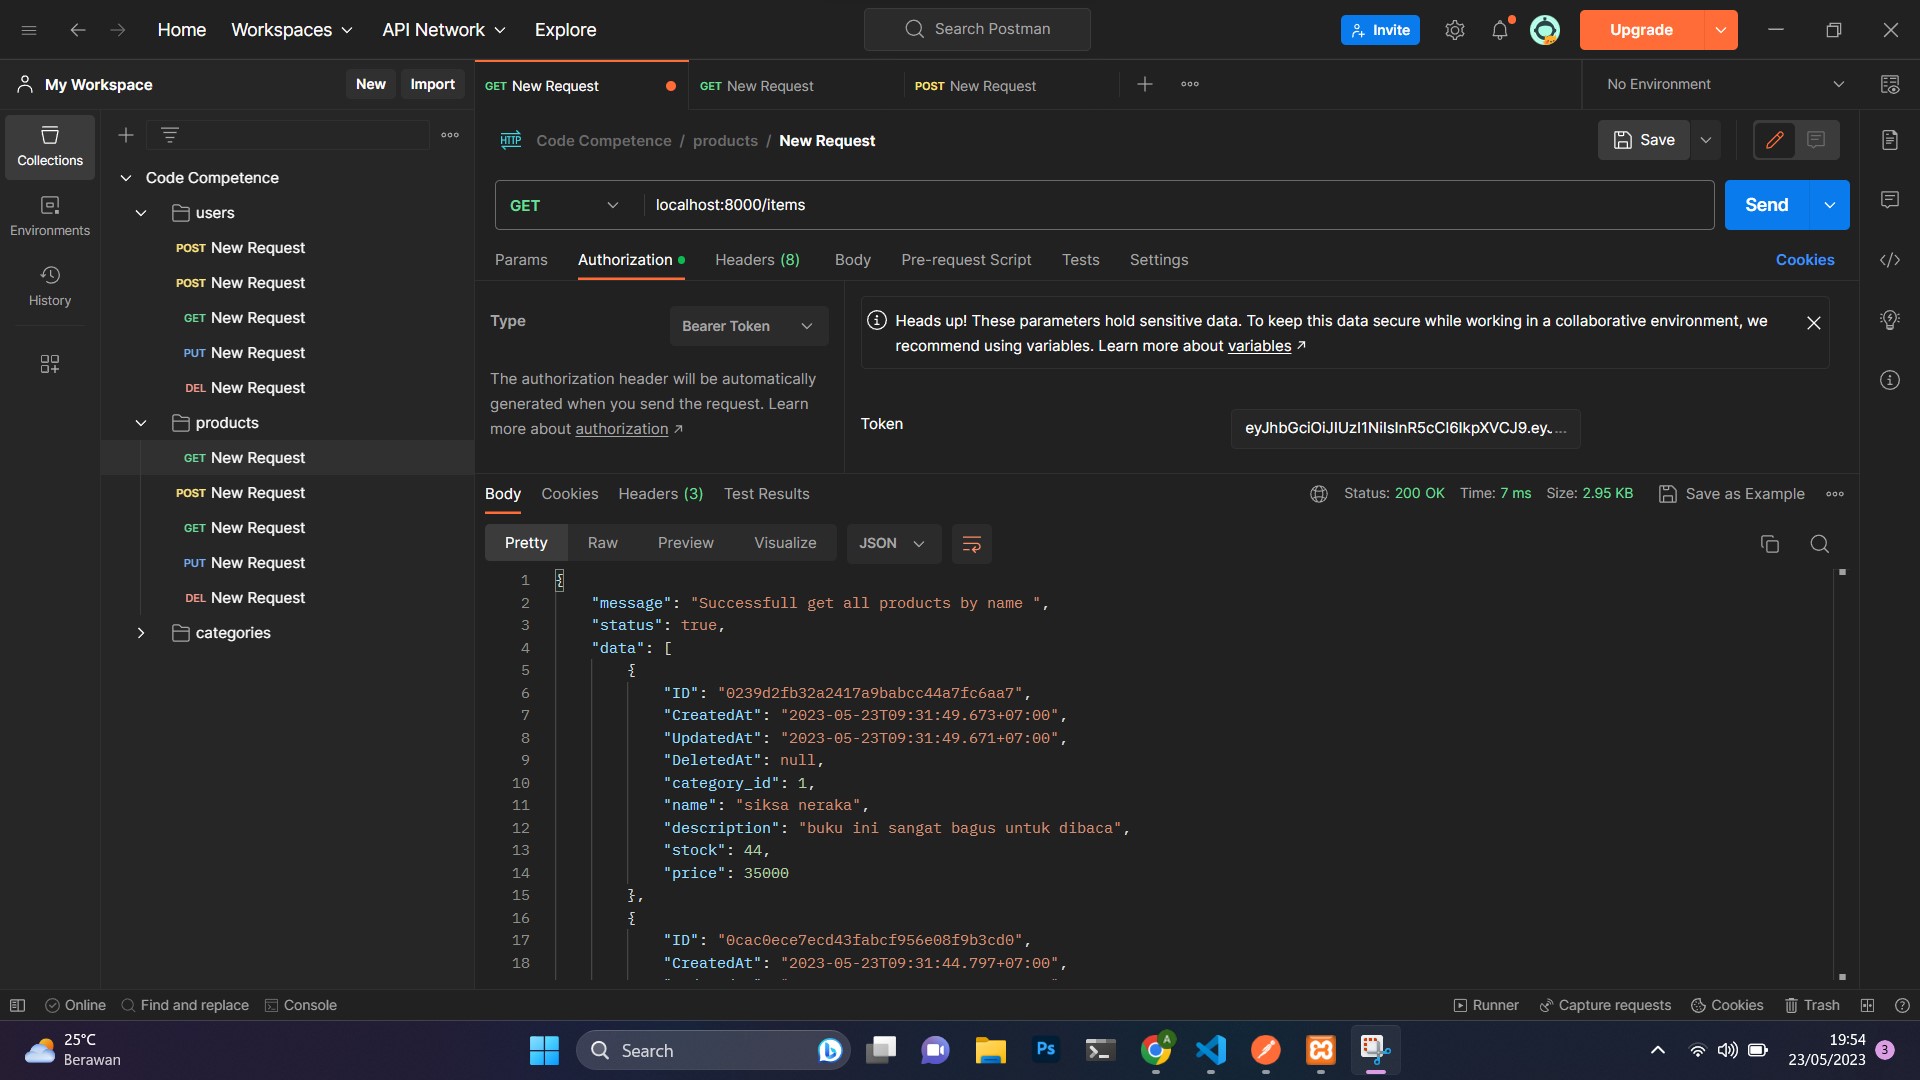 Home Workspaces API Network Explore Search Postman Invite Upgrade
My Workspace New Import GET New Request GET New Request POST New Request No Environment
Collections
Environments
History
Code Competence
users
POST New Request
POST New Request
GET New Request
PUT New Request
DEL New Request
products
GET New Request
POST New Request
GET New Request
PUT New Request
DEL New Request
categories
HTTP Code Competence / products / New Request Save
GET localhost:8000/items Send
Params Authorization Headers (8) Body Pre-request Script Tests Settings Cookies
Type Bearer Token
The authorization header will be automatically
generated when you send the request. Learn
more about authorization ↗
Heads up! These parameters hold sensitive data. To keep this data secure while working in a collaborative environment, we
recommend using variables. Learn more about variables ↗
Token eyJhbGciOiJIUzI1NiIsInR5cCI6IkpXVCJ9.ey...
Body Cookies Headers (3) Test Results Status: 200 OK Time: 7 ms Size: 2.95 KB Save as Example
Pretty Raw Preview Visualize JSON
1 {
2 "message": "Successfull get all products by name ",
3 "status": true,
4 "data": [
5 {
6 "ID": "0239d2fb32a2417a9babcc44a7fc6aa7",
7 "CreatedAt": "2023-05-23T09:31:49.673+07:00",
8 "UpdatedAt": "2023-05-23T09:31:49.671+07:00",
9 "DeletedAt": null,
10 "category_id": 1,
11 "name": "siksa neraka",
12 "description": "buku ini sangat bagus untuk dibaca",
13 "stock": 44,
14 "price": 35000
15 },
16 {
17 "ID": "0cac0ece7ecd43fabcf956e08f9b3cd0",
18 "CreatedAt": "2023-05-23T09:31:44.797+07:00",
Online Find and replace Console Runner Capture requests Cookies Trash
25°C
Berawan
Search
Ps
A
19:54
23/05/2023
3